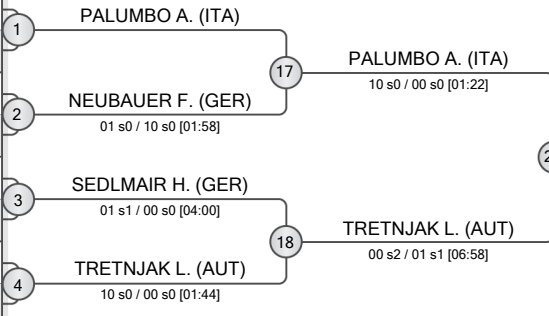 PALUMBO A. (ITA)
1
17
PALUMBO A. (ITA)
10 s0 / 00 s0 [01:22]
NEUBAUER F. (GER)
2
01 s0 / 10 s0 [01:58]
SEDLMAIR H. (GER)
3
01 s1 / 00 s0 [04:00]
18
TRETNJAK L. (AUT)
00 s2 / 01 s1 [06:58]
TRETNJAK L. (AUT)
4
10 s0 / 00 s0 [01:44]